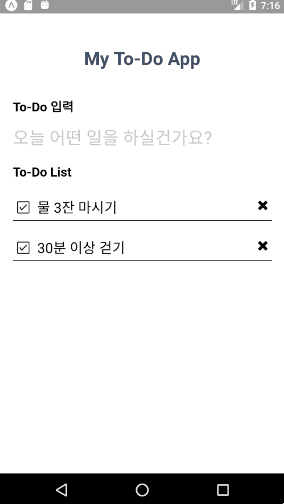 7:16
My To-Do App
To-Do 입력
오늘 어떤 일을 하실건가요?
To-Do List
물 3잔 마시기
30분 이상 걷기